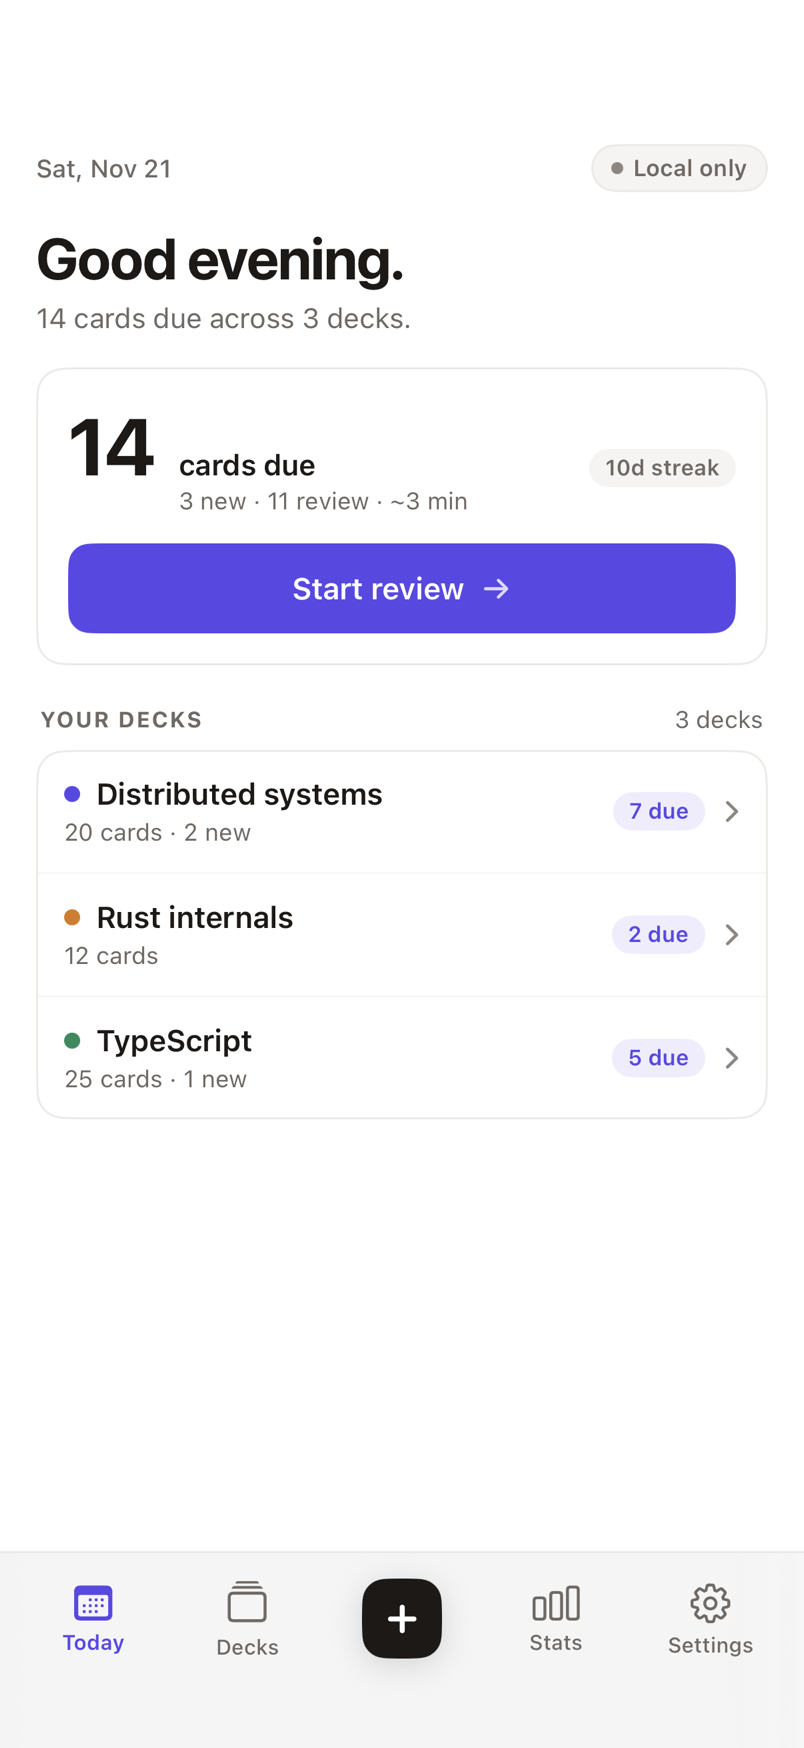 Sat, Nov 21
Local only
Good evening.
14 cards due across 3 decks.
14 cards due
10d streak
3 new · 11 review · ~3 min
Start review →
YOUR DECKS
3 decks
Distributed systems
20 cards · 2 new
7 due
Rust internals
12 cards
2 due
TypeScript
25 cards · 1 new
5 due
Today
Decks
Stats
Settings